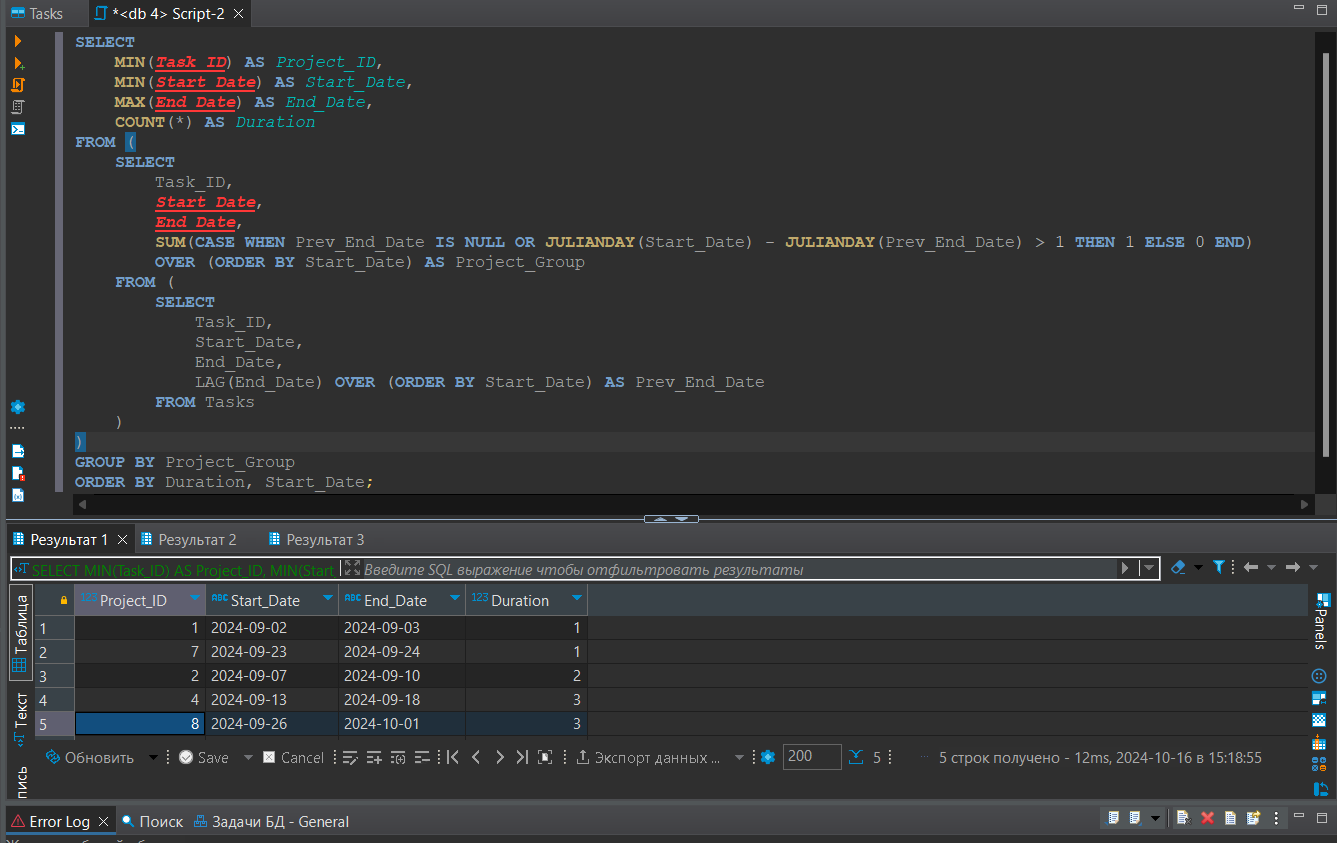 Tasks
*<db 4> Script-2
SELECT
MIN(Task_ID) AS Project_ID,
MIN(Start_Date) AS Start_Date,
MAX(End_Date) AS End_Date,
COUNT(*) AS Duration
FROM (
SELECT
Task_ID,
Start_Date,
End_Date,
SUM(CASE WHEN Prev_End_Date IS NULL OR JULIANDAY(Start_Date) - JULIANDAY(Prev_End_Date) > 1 THEN 1 ELSE 0 END)
OVER (ORDER BY Start_Date) AS Project_Group
FROM (
SELECT
Task_ID,
Start_Date,
End_Date,
LAG(End_Date) OVER (ORDER BY Start_Date) AS Prev_End_Date
FROM Tasks
)
)
GROUP BY Project_Group
ORDER BY Duration, Start_Date;
Результат 1 Результат 2 Результат 3
SELECT MIN(Task_ID) AS Project_ID, MIN(Start Введите SQL выражение чтобы отфильтровать результаты
Таблица
Текст
пись
Panels
123 Project_ID ABC Start_Date ABC End_Date 123 Duration
1 1 2024-09-02 2024-09-03 1
2 7 2024-09-23 2024-09-24 1
3 2 2024-09-07 2024-09-10 2
4 4 2024-09-13 2024-09-18 3
5 8 2024-09-26 2024-10-01 3
Обновить Save Cancel Экспорт данных ... 200 5 5 строк получено - 12ms, 2024-10-16 в 15:18:55
Error Log Поиск Задачи БД - General